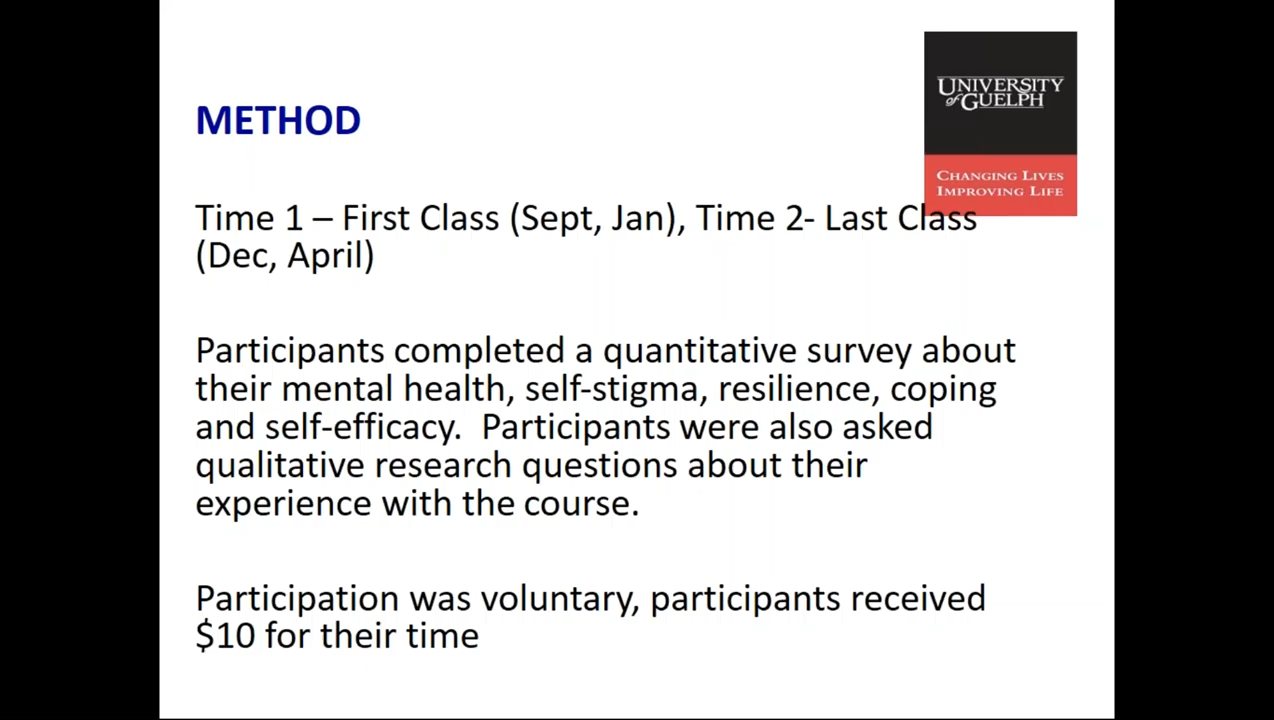 UNIVERSITY
of GUELPH
METHOD
CHANGING LIVES
IMPROVING LIFE
Time 1 – First Class (Sept, Jan), Time 2- Last Class
(Dec, April)
Participants completed a quantitative survey about
their mental health, self-stigma, resilience, coping
and self-efficacy.  Participants were also asked
qualitative research questions about their
experience with the course.
Participation was voluntary, participants received
$10 for their time